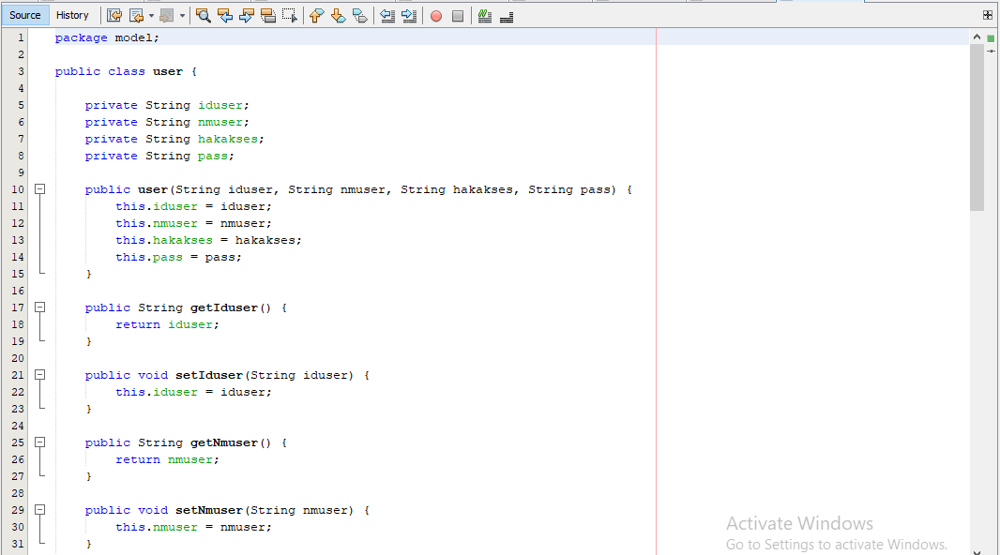 Source History
1 package model;
2
3 public class user {
4
5 private String iduser;
6 private String nmuser;
7 private String hakakses;
8 private String pass;
9
10 public user(String iduser, String nmuser, String hakakses, String pass) {
11 this.iduser = iduser;
12 this.nmuser = nmuser;
13 this.hakakses = hakakses;
14 this.pass = pass;
15 }
16
17 public String getIduser() {
18 return iduser;
19 }
20
21 public void setIduser(String iduser) {
22 this.iduser = iduser;
23 }
24
25 public String getNmuser() {
26 return nmuser;
27 }
28
29 public void setNmuser(String nmuser) {
30 this.nmuser = nmuser;
31 }
Activate Windows
Go to Settings to activate Windows.